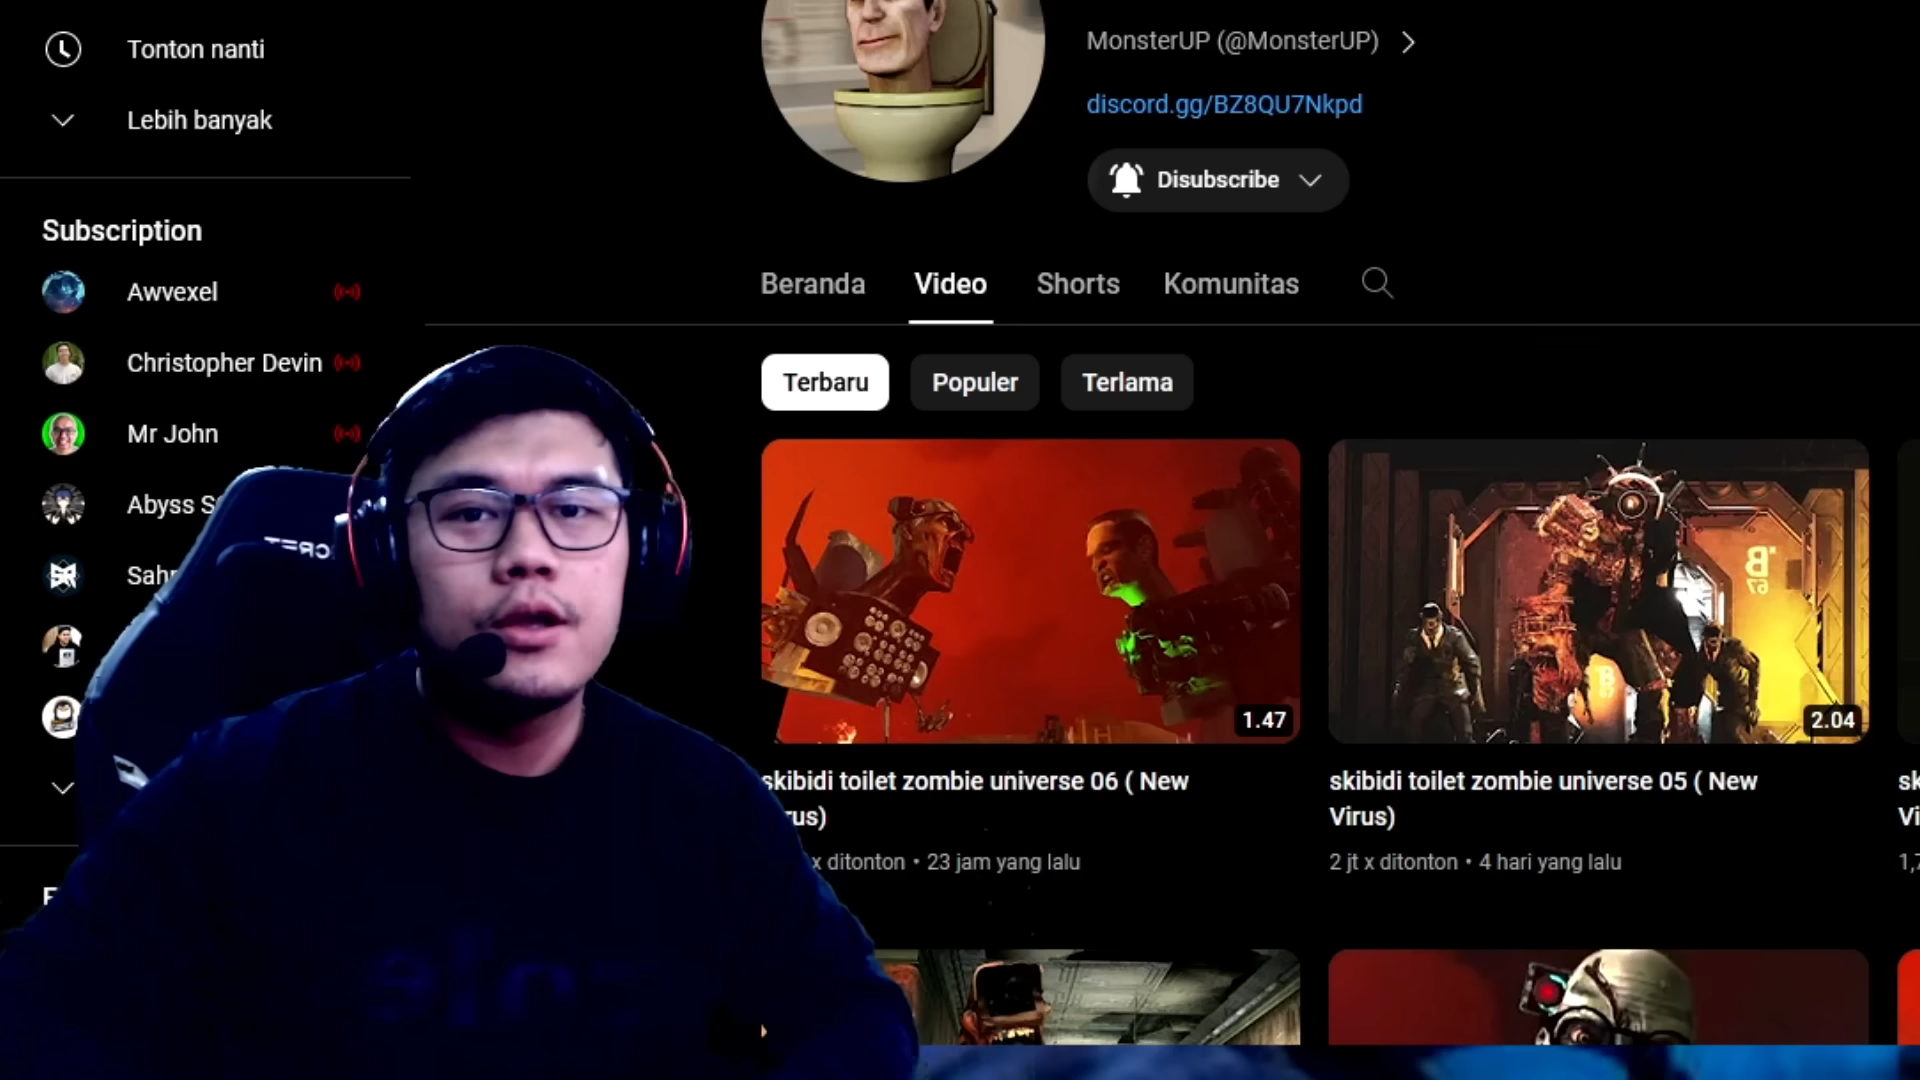 Tonton nanti
Lebih banyak
Subscription
Awvexel
Christopher Devin
Mr John
Abyss
MonsterUP (@MonsterUP)
discord.gg/BZ8QU7Nkpd
Disubscribe
Beranda
Video
Shorts
Komunitas
Terbaru
Populer
Terlama
1.47
2.04
skibidi toilet zombie universe 06 ( New
x ditonton • 23 jam yang lalu
skibidi toilet zombie universe 05 ( New
Virus)
2 jt x ditonton • 4 hari yang lalu